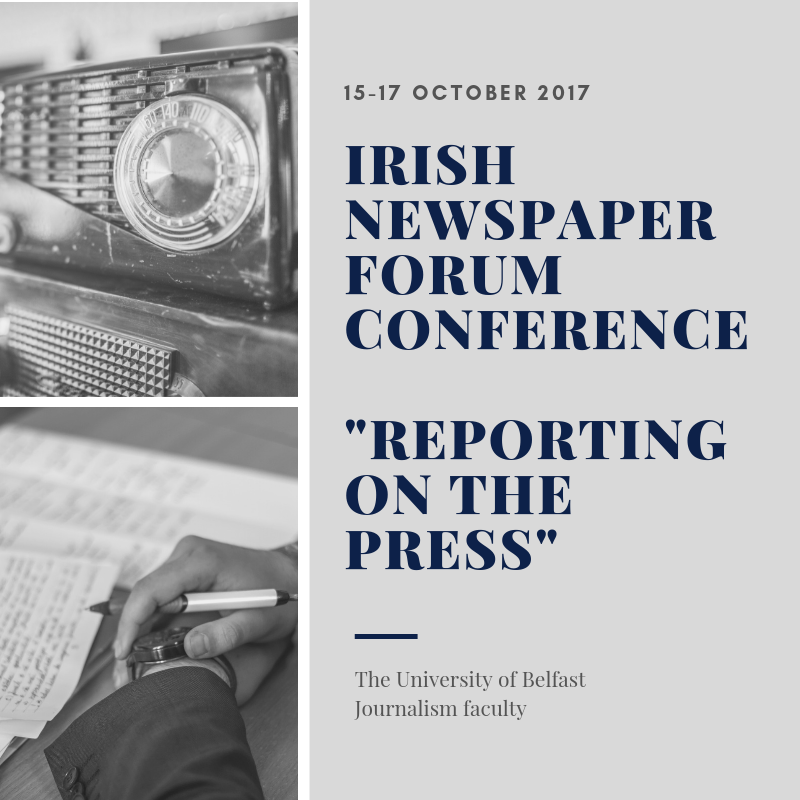 15-17 OCTOBER 2017
IRISH
NEWSPAPER
FORUM
CONFERENCE
"REPORTING
ON THE
PRESS"
The University of Belfast
Journalism faculty